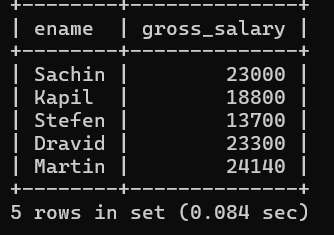 +--------+--------------+
| ename  | gross_salary |
+--------+--------------+
| Sachin |        23000 |
| Kapil  |        18800 |
| Stefen |        13700 |
| Dravid |        23300 |
| Martin |        24140 |
+--------+--------------+
5 rows in set (0.084 sec)